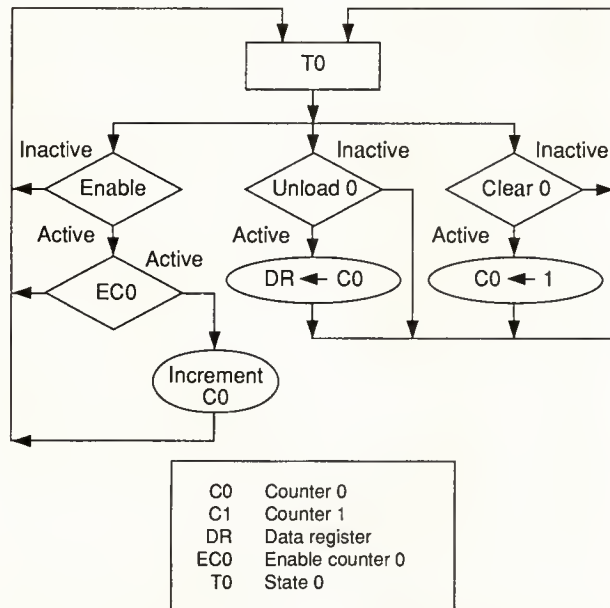 T0
Inactive
Inactive
Inactive
Enable
Unload 0
Clear 0
Active
Active
Active
Active
EC0
DR ← C0
C0 ← 1
Increment
C0
C0 Counter 0
C1 Counter 1
DR Data register
EC0 Enable counter 0
T0 State 0